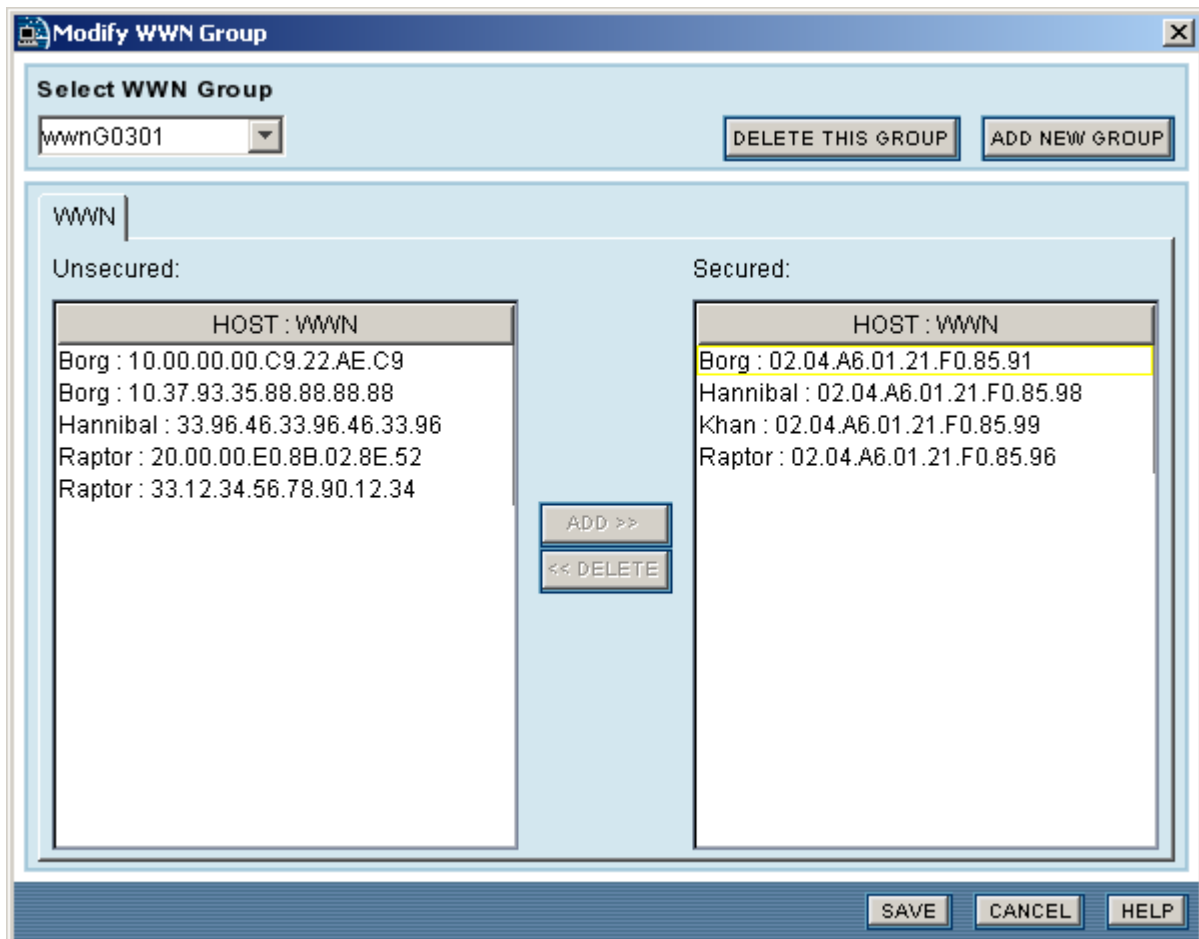 Modify WWN Group
Select WWN Group
wwnG0301
DELETE THIS GROUP
ADD NEW GROUP
WWN
Unsecured:
HOST : WWN
Borg : 10.00.00.00.C9.22.AE.C9
Borg : 10.37.93.35.88.88.88.88
Hannibal : 33.96.46.33.96.46.33.96
Raptor : 20.00.00.E0.8B.02.8E.52
Raptor : 33.12.34.56.78.90.12.34
ADD >>
<< DELETE
Secured:
HOST : WWN
Borg : 02.04.A6.01.21.F0.85.91
Hannibal : 02.04.A6.01.21.F0.85.98
Khan : 02.04.A6.01.21.F0.85.99
Raptor : 02.04.A6.01.21.F0.85.96
SAVE
CANCEL
HELP